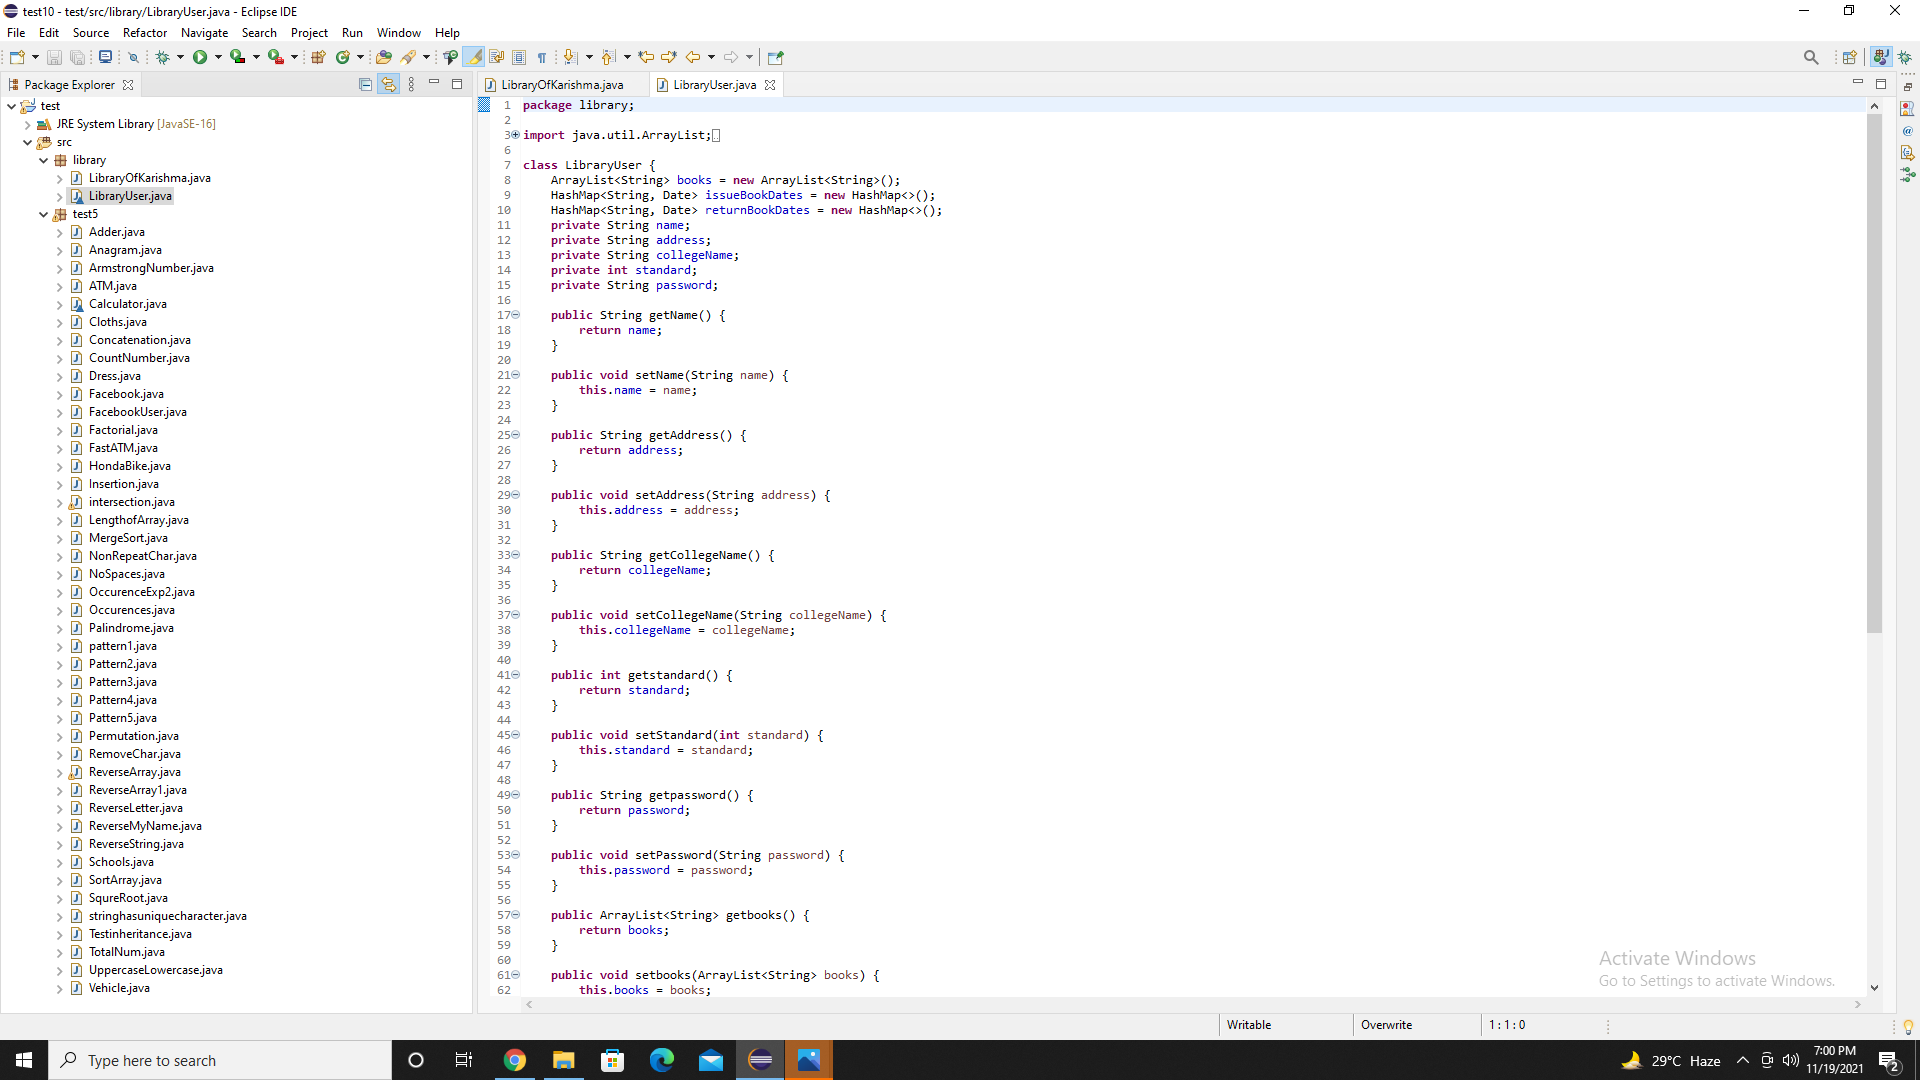 test10 - test/src/library/LibraryUser.java - Eclipse IDE
File Edit Source Refactor Navigate Search Project Run Window Help
Package Explorer
test
JRE System Library [JavaSE-16]
src
library
LibraryOfKarishma.java
LibraryUser.java
test5
Adder.java
Anagram.java
ArmstrongNumber.java
ATM.java
Calculator.java
Cloths.java
Concatenation.java
CountNumber.java
Dress.java
Facebook.java
FacebookUser.java
Factorial.java
FastATM.java
HondaBike.java
Insertion.java
intersection.java
LengthofArray.java
MergeSort.java
NonRepeatChar.java
NoSpaces.java
OccurenceExp2.java
Occurences.java
Palindrome.java
pattern1.java
Pattern2.java
Pattern3.java
Pattern4.java
Pattern5.java
Permutation.java
RemoveChar.java
ReverseArray.java
ReverseArray1.java
ReverseLetter.java
ReverseMyName.java
ReverseString.java
Schools.java
SortArray.java
SqureRoot.java
stringhasuniquecharacter.java
Testinheritance.java
TotalNum.java
UppercaseLowercase.java
Vehicle.java
LibraryOfKarishma.java LibraryUser.java
1 package library;
2
3 import java.util.ArrayList;
6
7 class LibraryUser {
8 ArrayList<String> books = new ArrayList<String>();
9 HashMap<String, Date> issueBookDates = new HashMap<>();
10 HashMap<String, Date> returnBookDates = new HashMap<>();
11 private String name;
12 private String address;
13 private String collegeName;
14 private int standard;
15 private String password;
16
17 public String getName() {
18 return name;
19 }
20
21 public void setName(String name) {
22 this.name = name;
23 }
24
25 public String getAddress() {
26 return address;
27 }
28
29 public void setAddress(String address) {
30 this.address = address;
31 }
32
33 public String getCollegeName() {
34 return collegeName;
35 }
36
37 public void setCollegeName(String collegeName) {
38 this.collegeName = collegeName;
39 }
40
41 public int getstandard() {
42 return standard;
43 }
44
45 public void setStandard(int standard) {
46 this.standard = standard;
47 }
48
49 public String getpassword() {
50 return password;
51 }
52
53 public void setPassword(String password) {
54 this.password = password;
55 }
56
57 public ArrayList<String> getbooks() {
58 return books;
59 }
60
61 public void setbooks(ArrayList<String> books) {
62 this.books = books;
Activate Windows
Go to Settings to activate Windows.
Writable Overwrite 1 : 1 : 0
Type here to search
29°C Haze
7:00 PM
11/19/2021
2